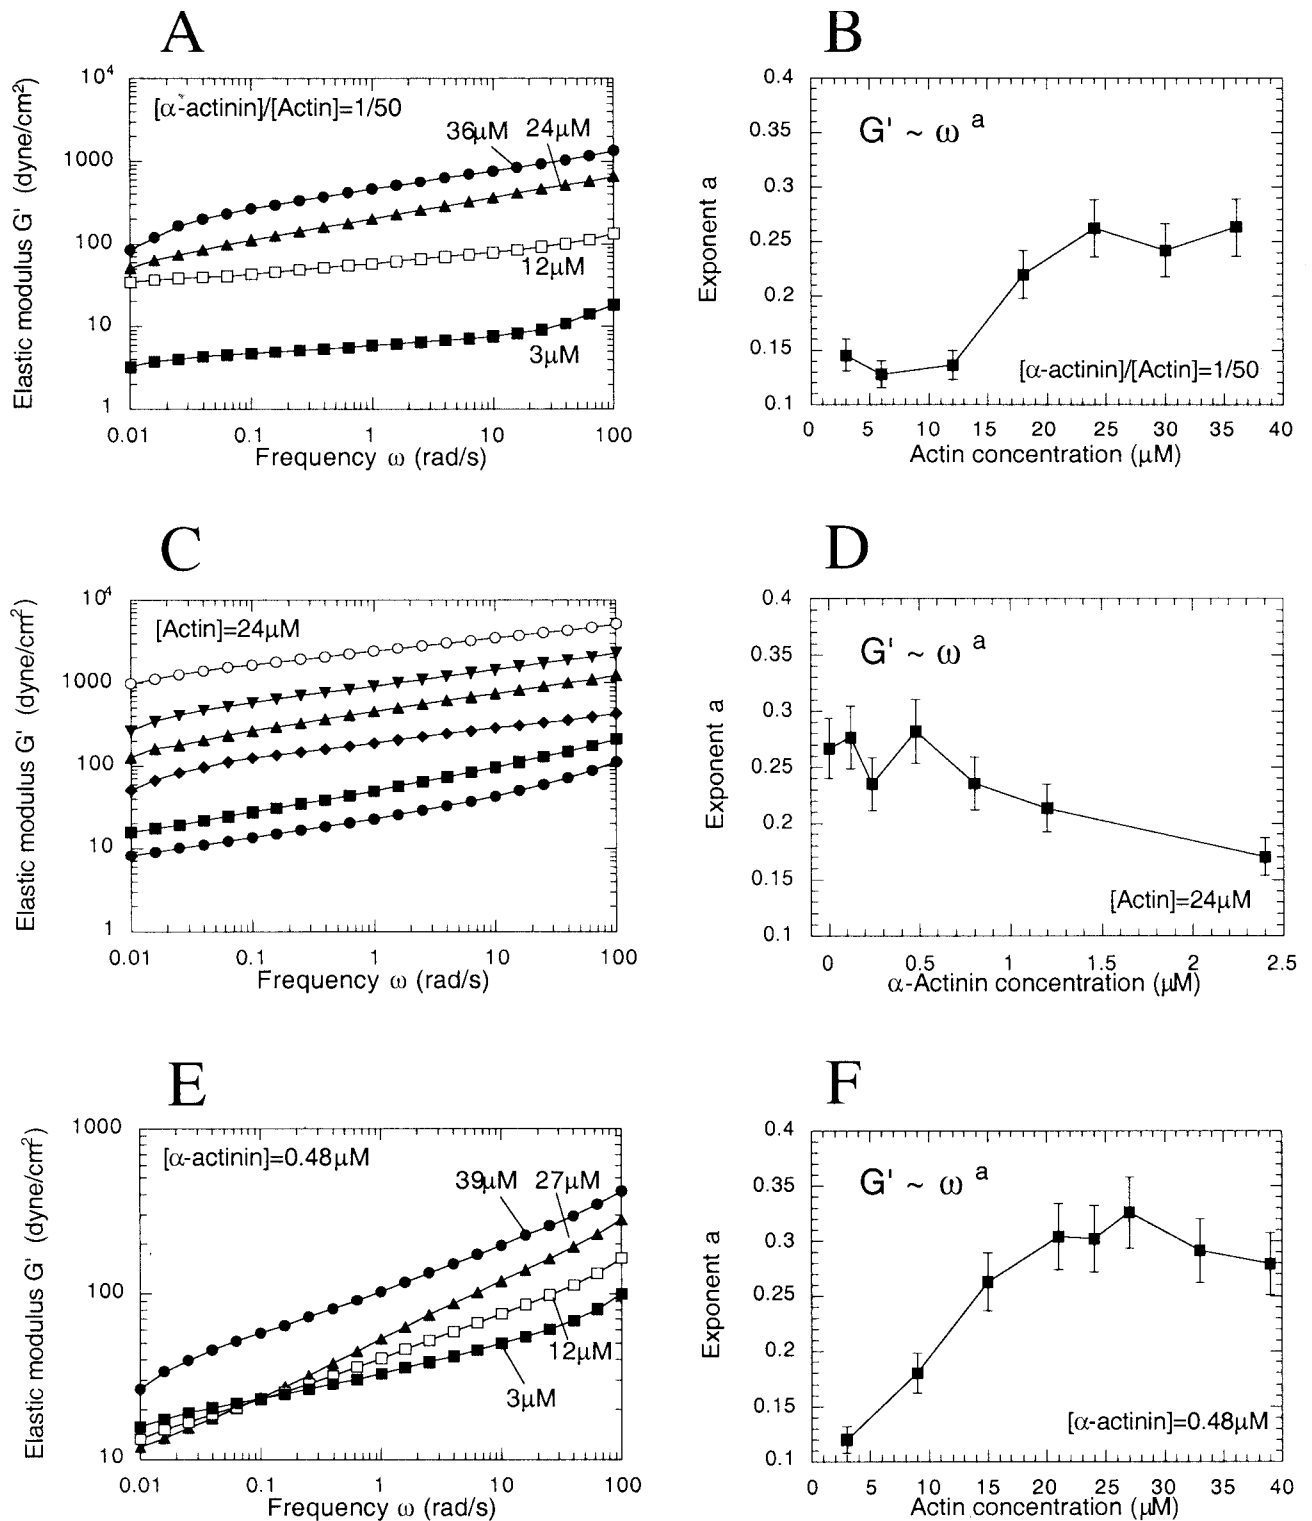 A
Elastic modulus G' (dyne/cm²)
10⁴
1000
100
10
1
[α-actinin]/[Actin]=1/50
36μM 24μM
12μM
3μM
0.01 0.1 1 10 100
Frequency ω (rad/s)
B
Exponent a
0.4
0.35
0.3
0.25
0.2
0.15
0.1
G' ~ ω ᵃ
[α-actinin]/[Actin]=1/50
0 5 10 15 20 25 30 35 40
Actin concentration (μM)
C
Elastic modulus G' (dyne/cm²)
10⁴
1000
100
10
1
[Actin]=24μM
0.01 0.1 1 10 100
Frequency ω (rad/s)
D
Exponent a
0.4
0.35
0.3
0.25
0.2
0.15
0.1
G' ~ ω ᵃ
[Actin]=24μM
0 0.5 1 1.5 2 2.5
α-Actinin concentration (μM)
E
Elastic modulus G' (dyne/cm²)
1000
100
10
[α-actinin]=0.48μM
39μM 27μM
12μM
3μM
0.01 0.1 1 10 100
Frequency ω (rad/s)
F
Exponent a
0.4
0.35
0.3
0.25
0.2
0.15
0.1
G' ~ ω ᵃ
[α-actinin]=0.48μM
0 5 10 15 20 25 30 35 40
Actin concentration (μM)